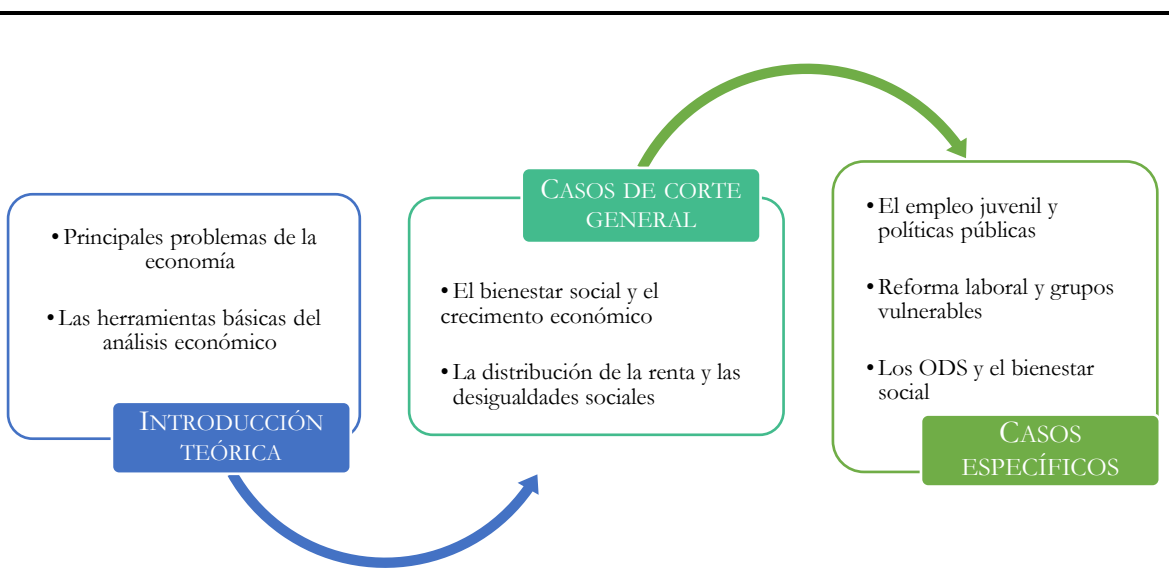 • Principales problemas de la
economía
• Las herramientas básicas del
análisis económico
INTRODUCCIÓN
TEÓRICA
CASOS DE CORTE
GENERAL
• El bienestar social y el
crecimento económico
• La distribución de la renta y las
desigualdades sociales
• El empleo juvenil y
políticas públicas
• Reforma laboral y grupos
vulnerables
• Los ODS y el bienestar
social
CASOS
ESPECÍFICOS